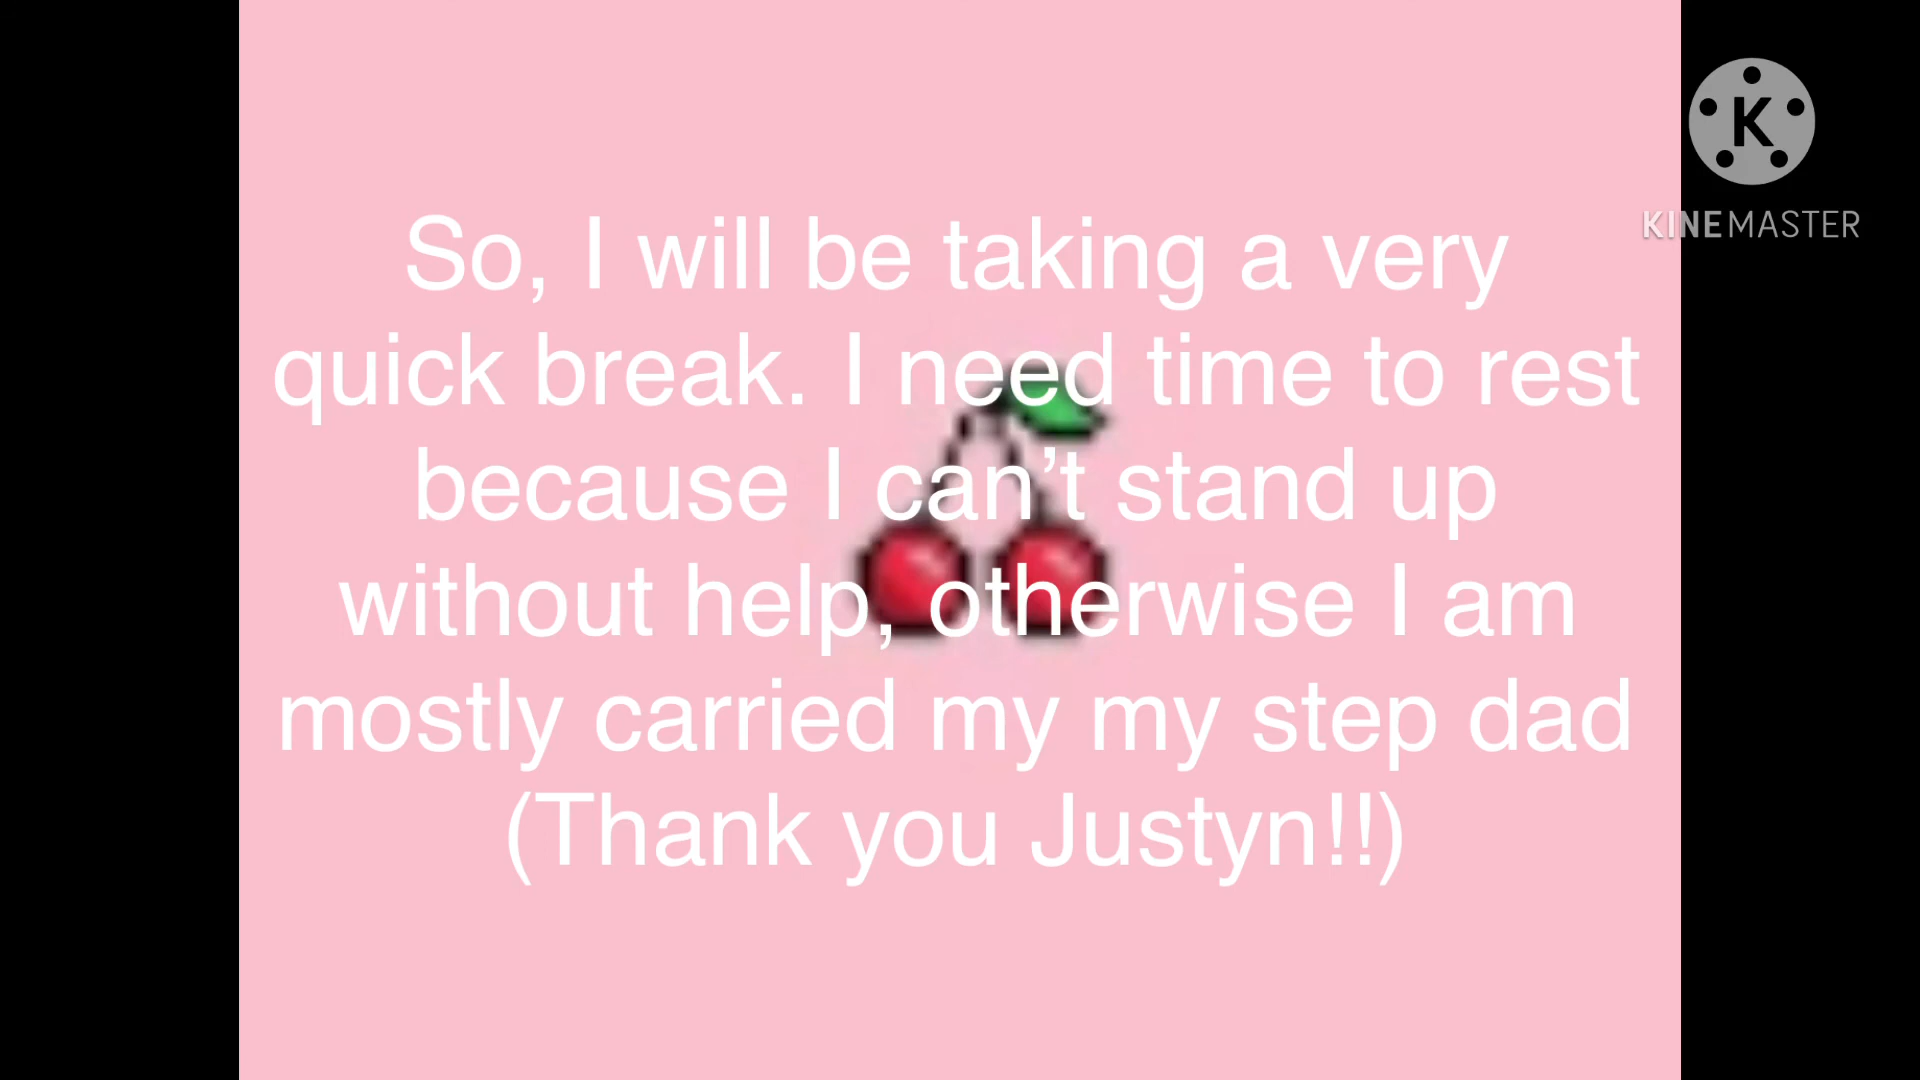 So, I will be taking a very
quick break. I need time to rest
because I can’t stand up
without help, otherwise I am
mostly carried my my step dad
(Thank you Justyn!!)
K
KINEMASTER